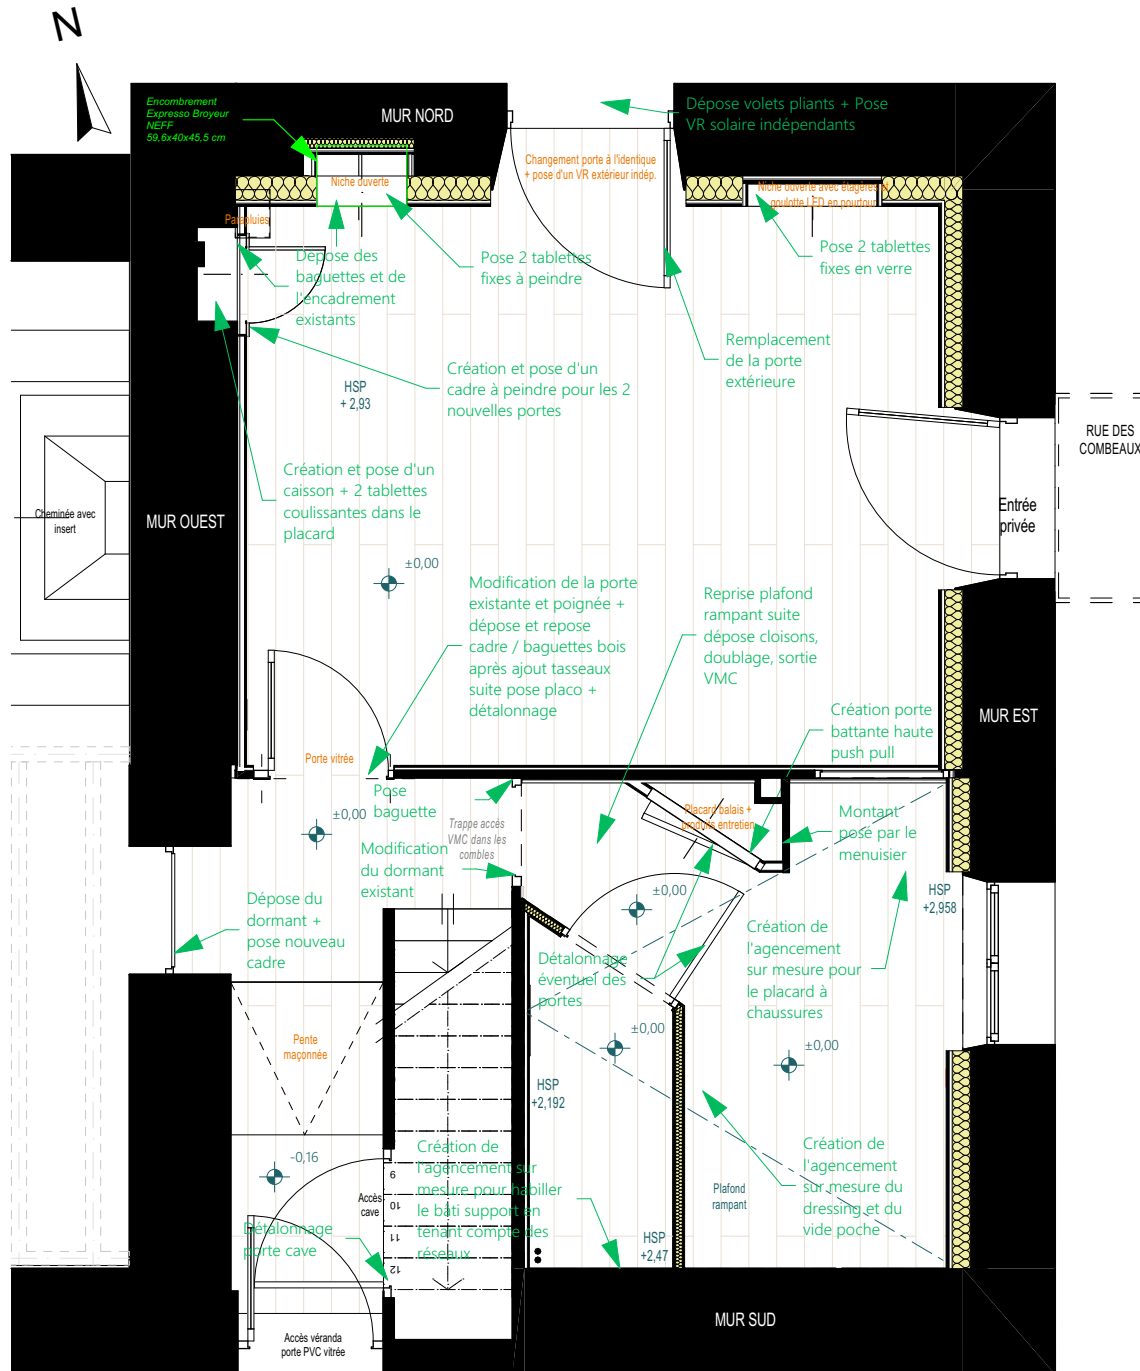 N
Encombrement
Expresso Broyeur
NEFF
59,6x40x45,5 cm
MUR NORD
Dépose volets pliants + Pose
VR solaire indépendants
Changement porte à l'identique
+ pose d'un VR extérieur indép.
Niche ouverte
Niche ouverte avec étagères et
goulotte LED en pourtour
Parapluies
Dépose des
baguettes et de
l'encadrement
existants
Pose 2 tablettes
fixes à peindre
Pose 2 tablettes
fixes en verre
Remplacement
de la porte
extérieure
Création et pose d'un
cadre à peindre pour les 2
nouvelles portes
HSP
+ 2,93
RUE DES
COMBEAUX
Création et pose d'un
caisson + 2 tablettes
coulissantes dans le
placard
Cheminée avec
insert
MUR OUEST
Entrée
privée
±0,00
Modification de la porte
existante et poignée +
dépose et repose
cadre / baguettes bois
après ajout tasseaux
suite pose placo +
détalonnage
Reprise plafond
rampant suite
dépose cloisons,
doublage, sortie
VMC
Création porte
battante haute
push pull
MUR EST
Porte vitrée
Pose
baguette
Trappe accès
VMC dans les
combles
Placard balais +
produits entretien
Montant
posé par le
menuisier
±0,00
Modification
du dormant
existant
±0,00
HSP
+2,958
Dépose du
dormant +
pose nouveau
cadre
Détalonnage
éventuel des
portes
Création de
l'agencement
sur mesure pour
le placard à
chaussures
Pente
maçonnée
±0,00
±0,00
HSP
+2,192
-0,16
Création de
l'agencement sur
mesure pour habiller
le bâti support en
tenant compte des
réseaux
Création de
l'agencement
sur mesure du
dressing et du
vide poche
Plafond
rampant
9
10
11
12
Accès
cave
Détalonnage
porte cave
HSP
+2,47
MUR SUD
Accès véranda
porte PVC vitrée